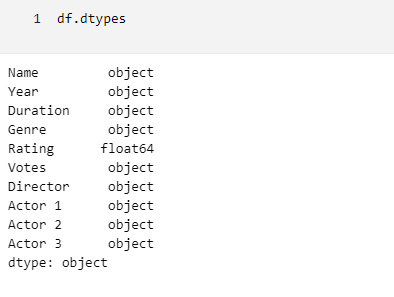 1 df.dtypes
Name object
Year object
Duration object
Genre object
Rating float64
Votes object
Director object
Actor 1 object
Actor 2 object
Actor 3 object
dtype: object